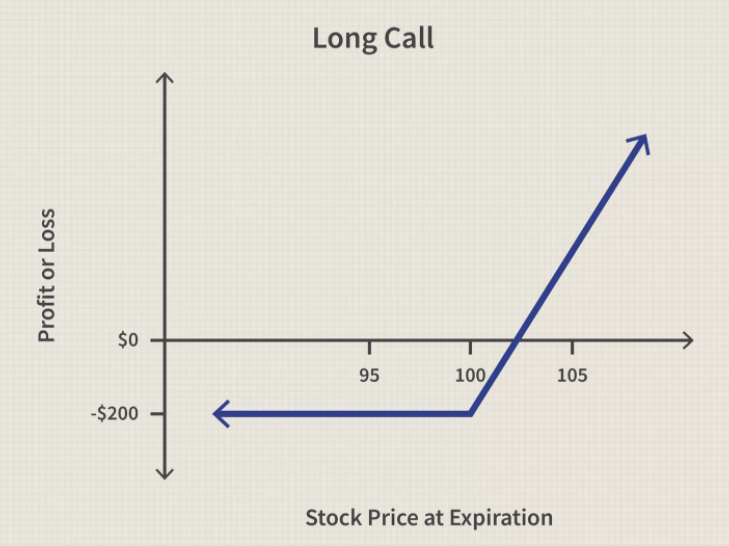 Long Call
Profit or Loss
$0
95
100
105
-$200
Stock Price at Expiration